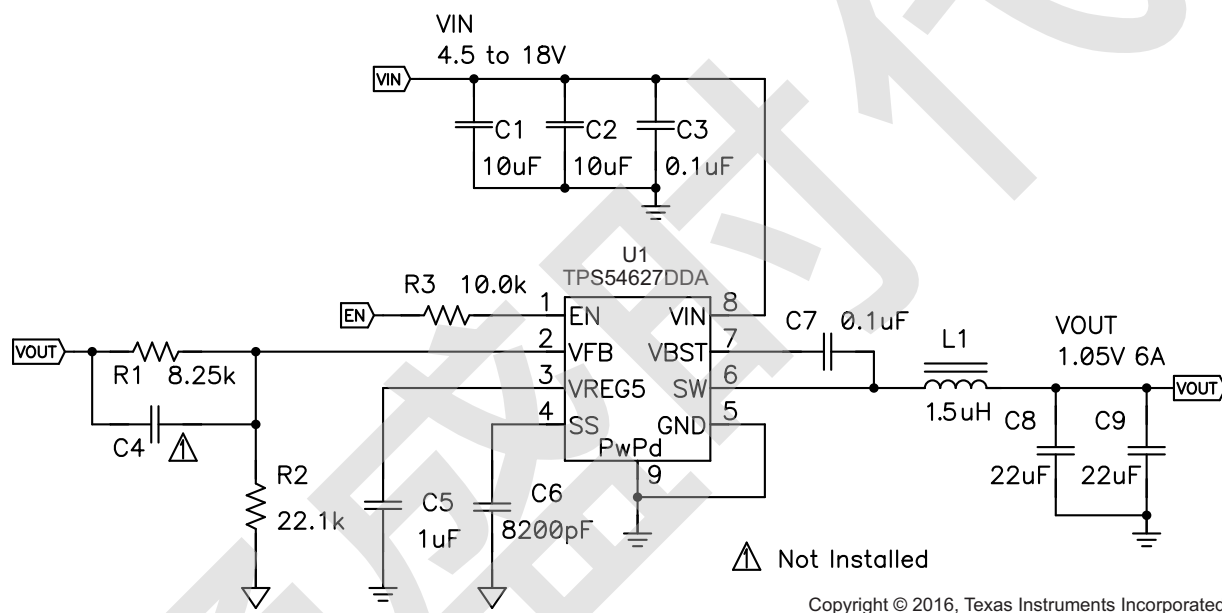 VIN
4.5 to 18V
VIN
C1
C2
C3
10uF
10uF
0.1uF
U1
TPS54627DDA
R3 10.0k
EN
1
EN
VIN
8
C7 0.1uF
VOUT
R1 8.25k
2
VFB
VBST
7
L1
VOUT
1.05V 6A
3
VREG5
SW
6
1.5uH
VOUT
C4
1
4
SS
GND
5
C8
C9
22uF
22uF
PwPd
9
R2
22.1k
C5
1uF
C6
8200pF
1 Not Installed
Copyright © 2016, Texas Instruments Incorporated